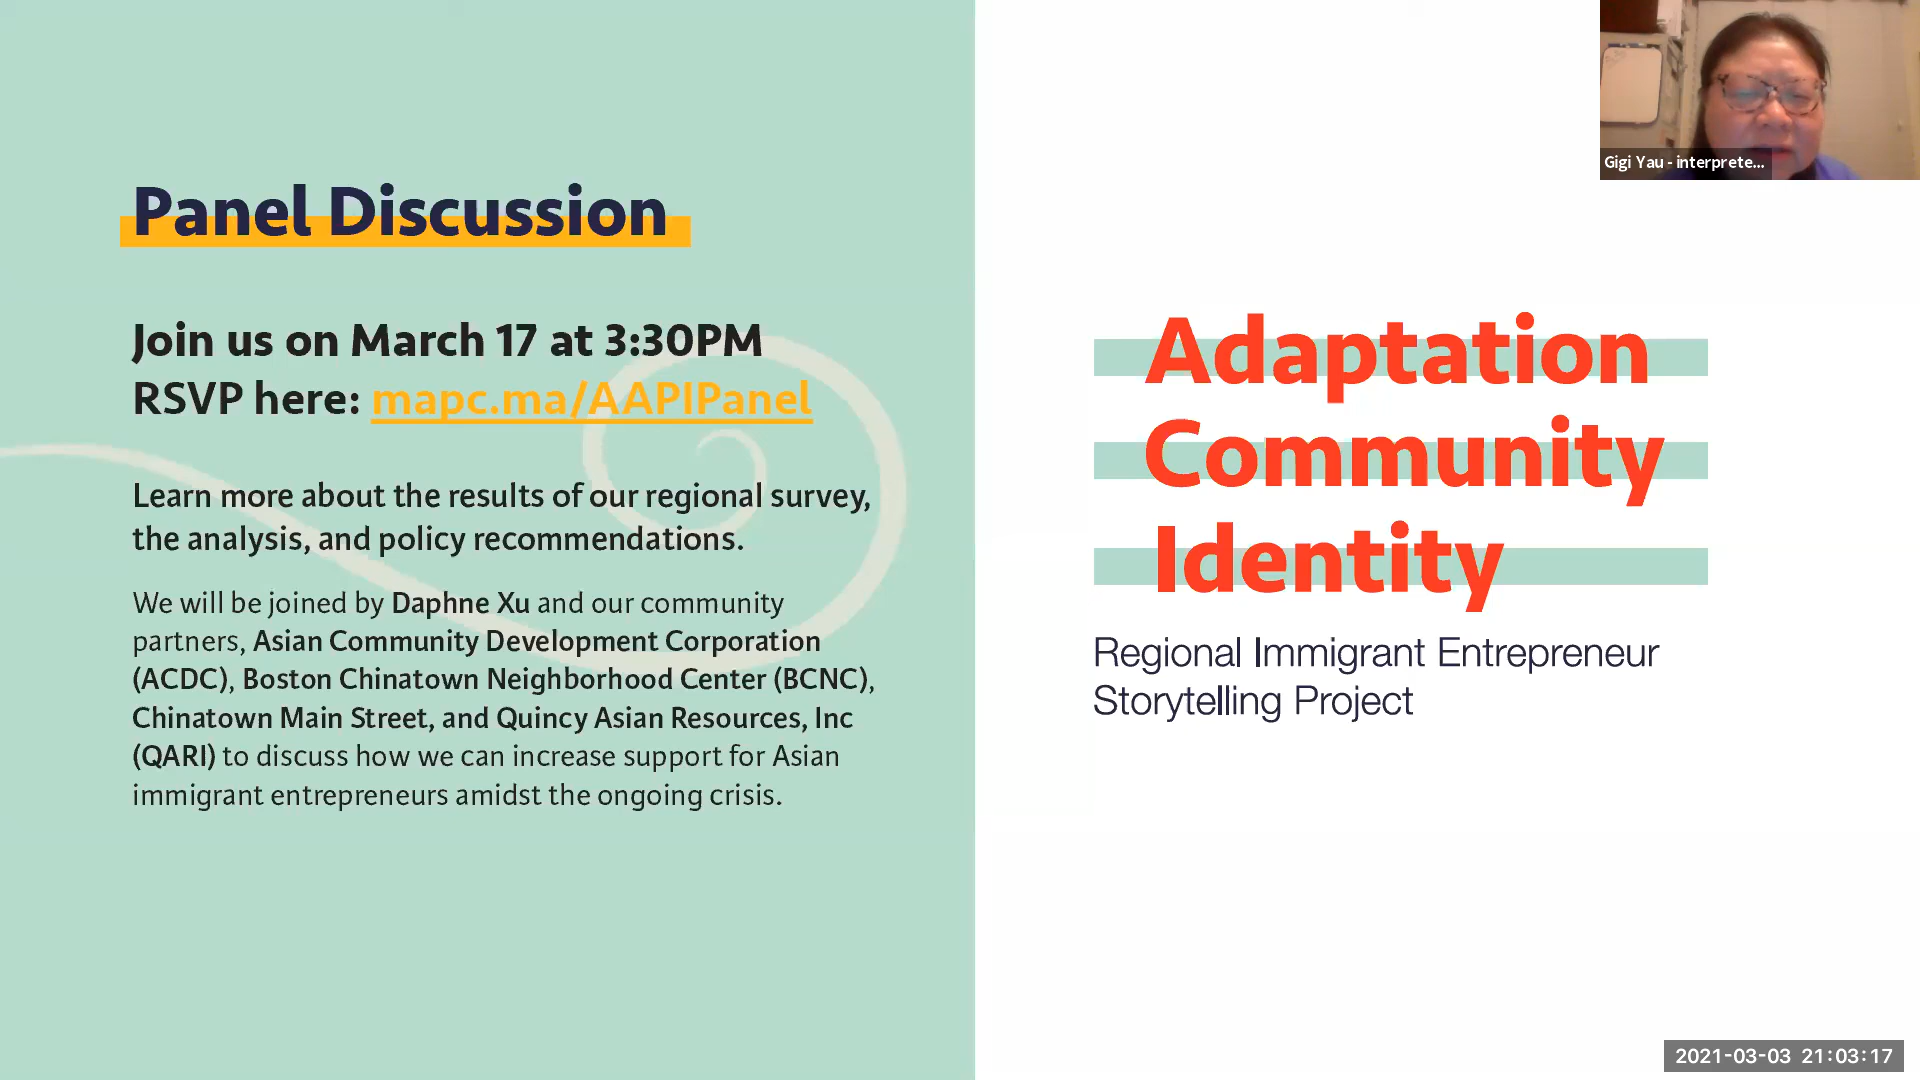 Panel Discussion
Join us on March 17 at 3:30PM
RSVP here: mapc.ma/AAPIPanel
Learn more about the results of our regional survey,
the analysis, and policy recommendations.
We will be joined by Daphne Xu and our community
partners, Asian Community Development Corporation
(ACDC), Boston Chinatown Neighborhood Center (BCNC),
Chinatown Main Street, and Quincy Asian Resources, Inc
(QARI) to discuss how we can increase support for Asian
immigrant entrepreneurs amidst the ongoing crisis.
Adaptation
Community
Identity
Regional Immigrant Entrepreneur
Storytelling Project
Gigi Yau - interprete...
2021-03-03 21:03:17